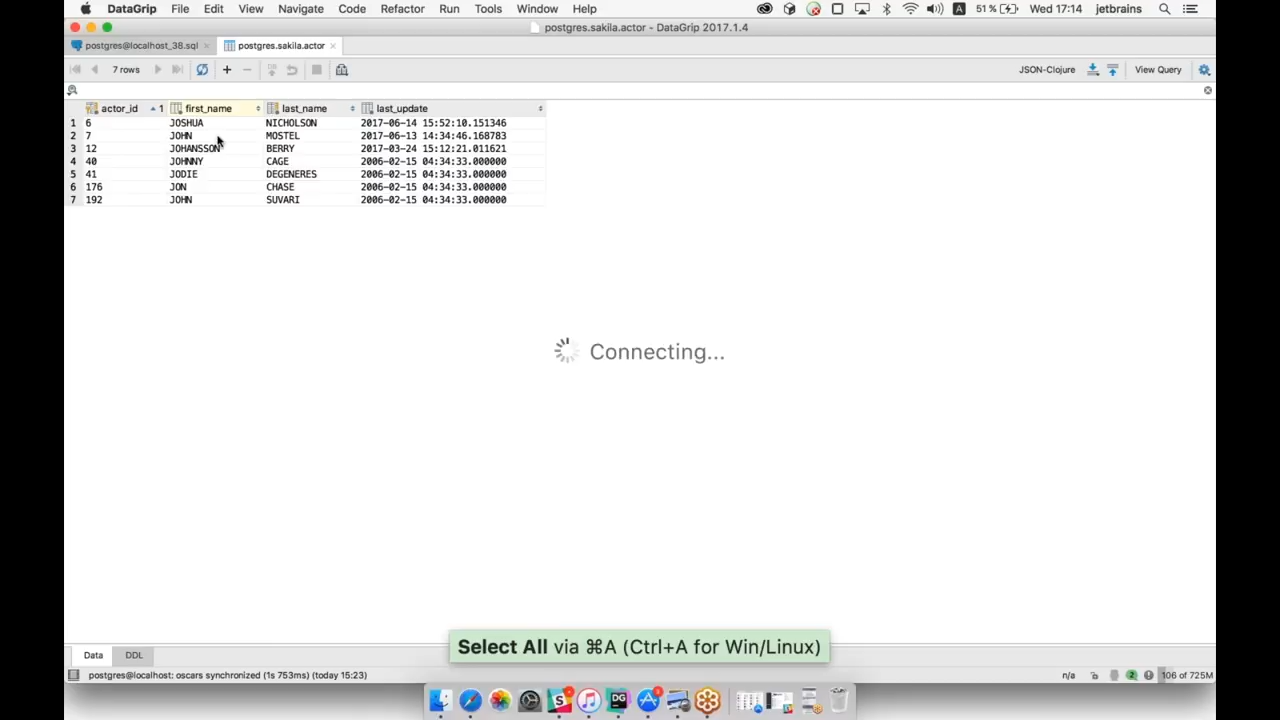 DataGrip File Edit View Navigate Code Refactor Run Tools Window Help A 51% Wed 17:14 jetbrains
postgres.sakila.actor - DataGrip 2017.1.4
postgres@localhost_38.sql postgres.sakila.actor
7 rows JSON-Clojure View Query
actor_id 1 first_name last_name last_update
1 6 JOSHUA NICHOLSON 2017-06-14 15:52:10.151346
2 7 JOHN MOSTEL 2017-06-13 14:34:46.168783
3 12 JOHANSSON BERRY 2017-03-24 15:12:21.011621
4 40 JOHNNY CAGE 2006-02-15 04:34:33.000000
5 41 JODIE DEGENERES 2006-02-15 04:34:33.000000
6 176 JON CHASE 2006-02-15 04:34:33.000000
7 192 JOHN SUVARI 2006-02-15 04:34:33.000000
Connecting...
Select All via ⌘A (Ctrl+A for Win/Linux)
Data DDL
postgres@localhost: oscars synchronized (1s 753ms) (today 15:23) n/a 2 106 of 725M
DG